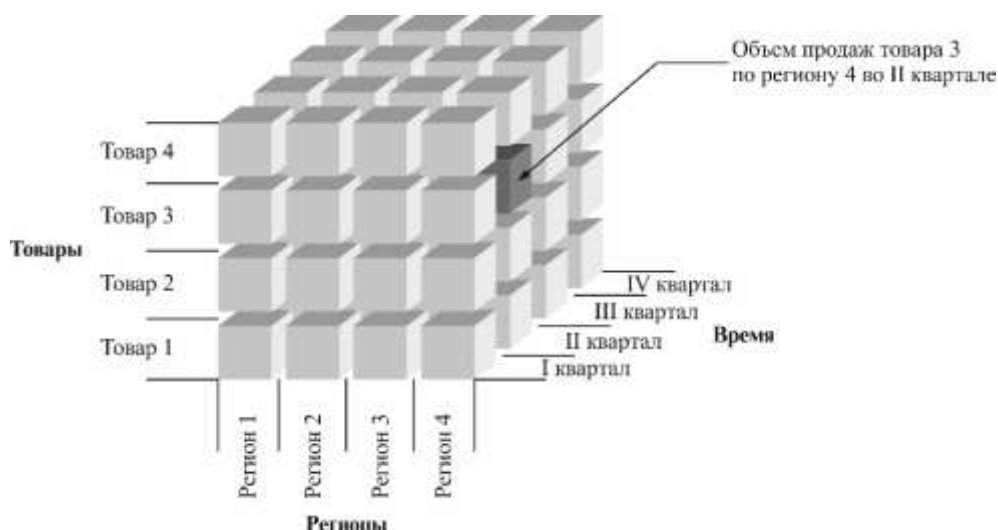 Объем продаж товара 3
по региону 4 во II квартале
Товар 4
Товар 3
Товары
Товар 2
Товар 1
IV квартал
III квартал
Время
II квартал
I квартал
Регион 1
Регион 2
Регион 3
Регион 4
Регионы